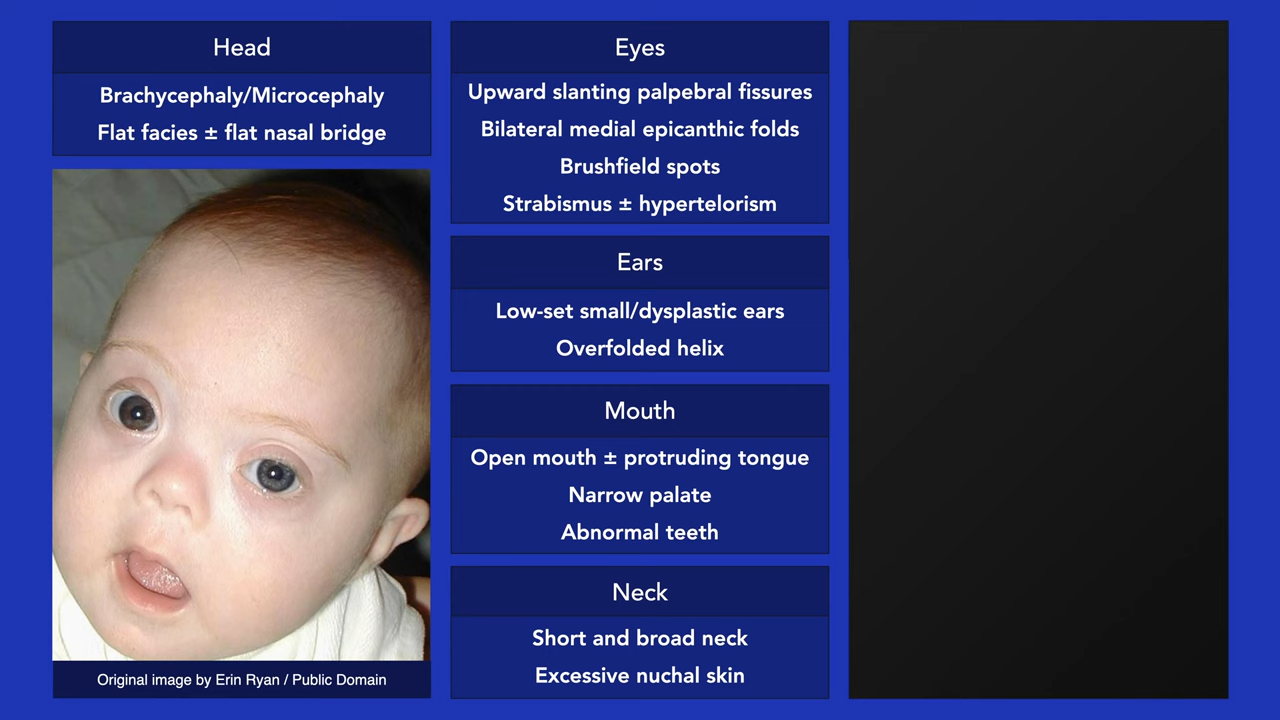 Head
Brachycephaly/Microcephaly
Flat facies ± flat nasal bridge
Original image by Erin Ryan / Public Domain
Eyes
Upward slanting palpebral fissures
Bilateral medial epicanthic folds
Brushfield spots
Strabismus ± hypertelorism
Ears
Low-set small/dysplastic ears
Overfolded helix
Mouth
Open mouth ± protruding tongue
Narrow palate
Abnormal teeth
Neck
Short and broad neck
Excessive nuchal skin